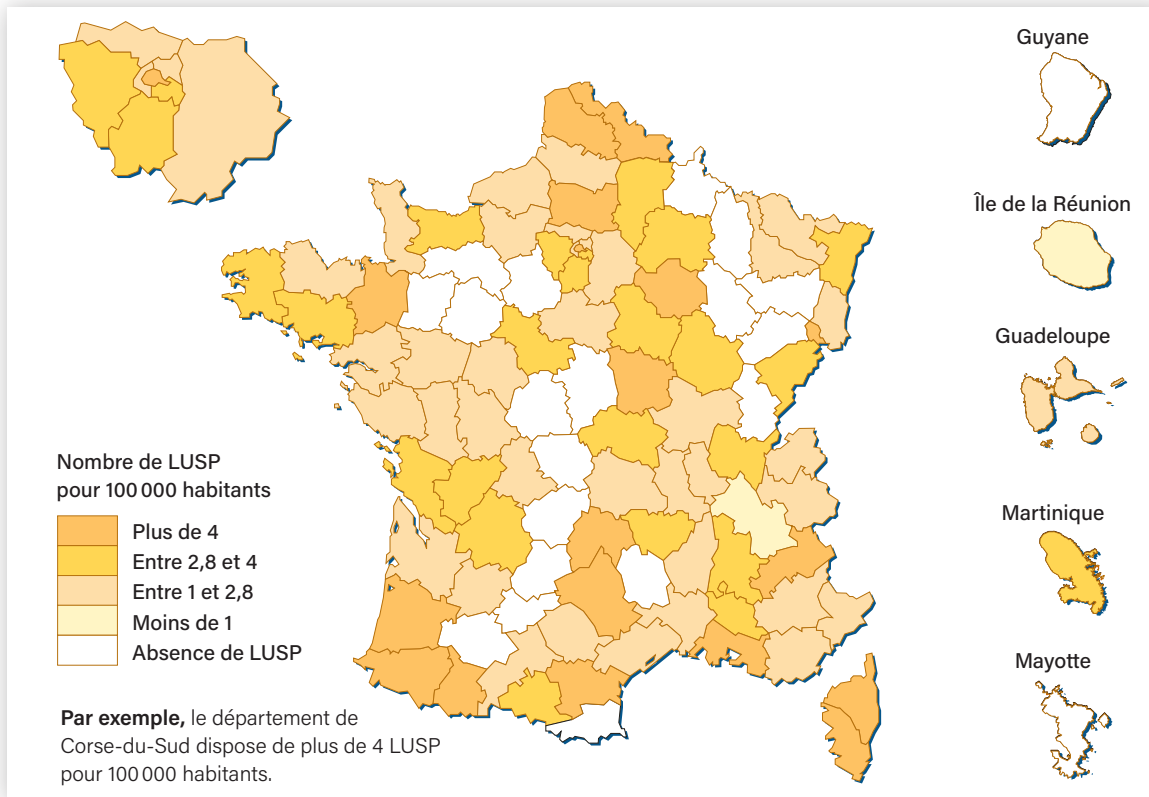 Guyane
Île de la Réunion
Guadeloupe
Martinique
Mayotte
Nombre de LUSP
pour 100 000 habitants
Plus de 4
Entre 2,8 et 4
Entre 1 et 2,8
Moins de 1
Absence de LUSP
Par exemple, le département de
Corse-du-Sud dispose de plus de 4 LUSP
pour 100 000 habitants.